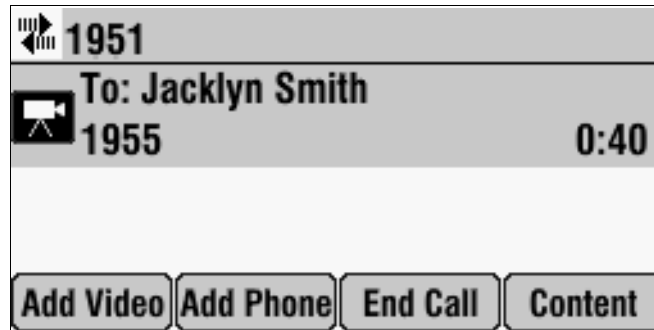 1951
To: Jacklyn Smith
1955 0:40
Add Video Add Phone End Call Content